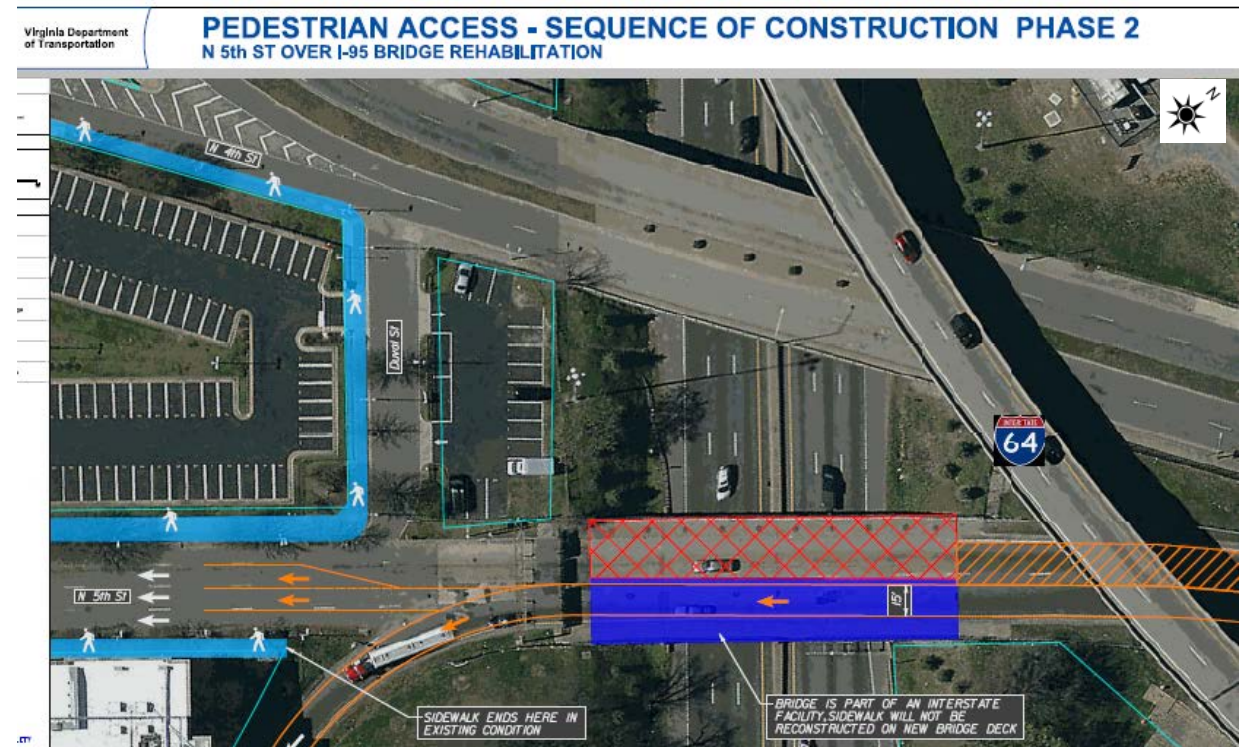 Virginia Department
of Transportation
PEDESTRIAN ACCESS - SEQUENCE OF CONSTRUCTION PHASE 2
N 5th ST OVER I-95 BRIDGE REHABILITATION
N
N 4th St
Duval St
INTERSTATE
64
N 5th St
15'
SIDEWALK ENDS HERE IN
EXISTING CONDITION
BRIDGE IS PART OF AN INTERSTATE
FACILITY, SIDEWALK WILL NOT BE
RECONSTRUCTED ON NEW BRIDGE DECK